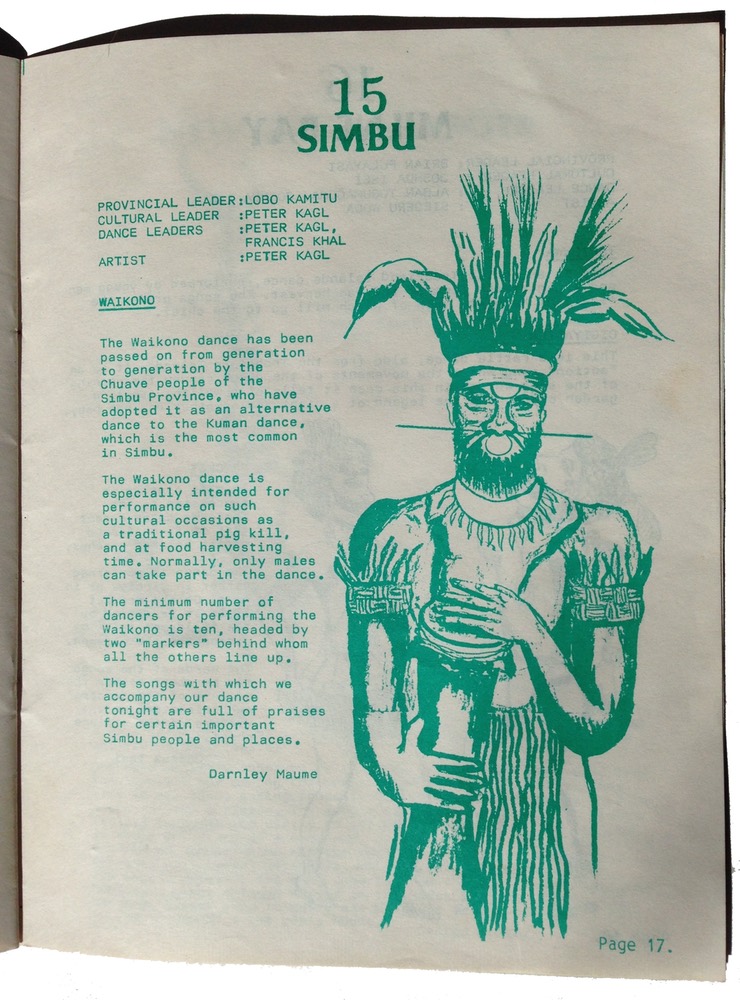 15
SIMBU
PROVINCIAL LEADER:LOBO KAMITU
CULTURAL LEADER :PETER KAGL
DANCE LEADERS :PETER KAGL,
FRANCIS KHAL
ARTIST :PETER KAGL
WAIKONO
The Waikono dance has been
passed on from generation
to generation by the
Chuave people of the
Simbu Province, who have
adopted it as an alternative
dance to the Kuman dance,
which is the most common
in Simbu.
The Waikono dance is
especially intended for
performance on such
cultural occasions as
a traditional pig kill,
and at food harvesting
time. Normally, only males
can take part in the dance.
The minimum number of
dancers for performing the
Waikono is ten, headed by
two "markers" behind whom
all the others line up.
The songs with which we
accompany our dance
tonight are full of praises
for certain important
Simbu people and places.
Darnley Maume
Page 17.